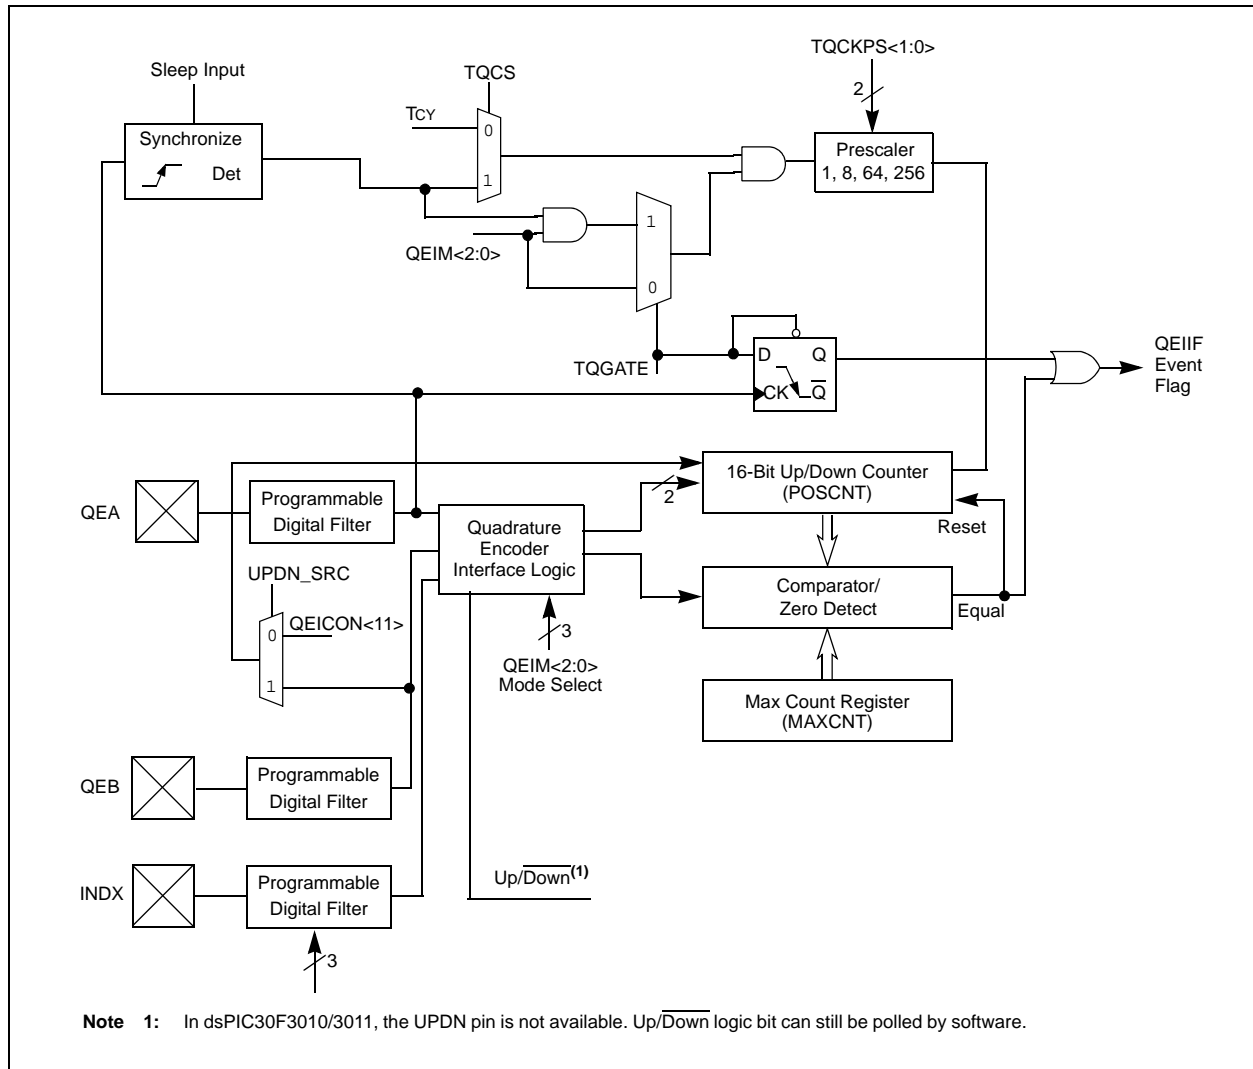 TQCKPS<1:0>
Sleep Input
TQCS
2
TCY
0
Synchronize
Det
1
Prescaler
1, 8, 64, 256
QEIM<2:0>
1
0
TQGATE
D Q
CK Q
QEIIF
Event
Flag
16-Bit Up/Down Counter
(POSCNT)
2
Reset
QEA
Programmable
Digital Filter
Quadrature
Encoder
Interface Logic
UPDN_SRC
0
QEICON<11>
1
Comparator/
Zero Detect
Equal
3
QEIM<2:0>
Mode Select
Max Count Register
(MAXCNT)
QEB
Programmable
Digital Filter
INDX
Programmable
Digital Filter
Up/Down(1)
3
Note 1: In dsPIC30F3010/3011, the UPDN pin is not available. Up/Down logic bit can still be polled by software.